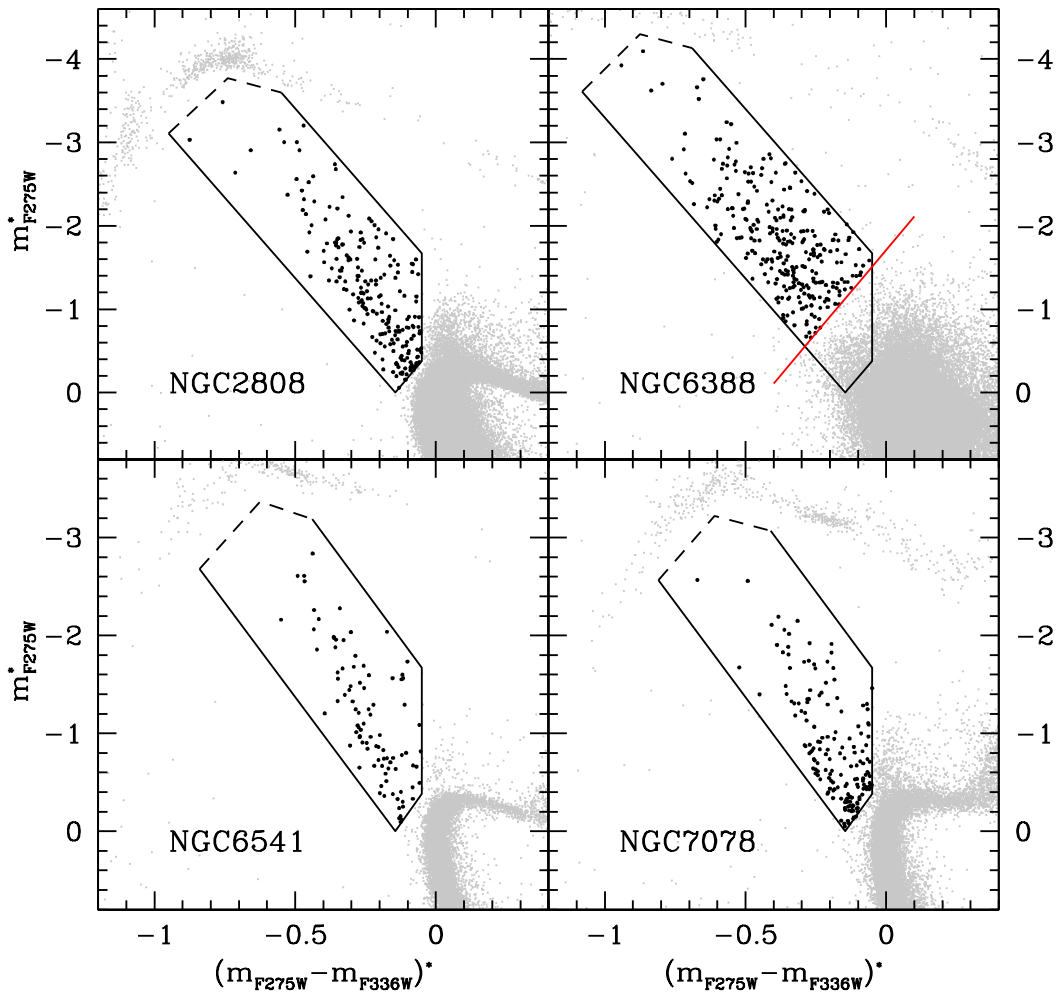 −4 −4
−3 −3
m*F275W
−2 −2
−1 −1
0 NGC2808 NGC6388 0
−3 −3
−2 −2
m*F275W
−1 −1
0 0
NGC6541 NGC7078
−1 −0.5 0 −1 −0.5 0
(mF275W−mF336W)* (mF275W−mF336W)*